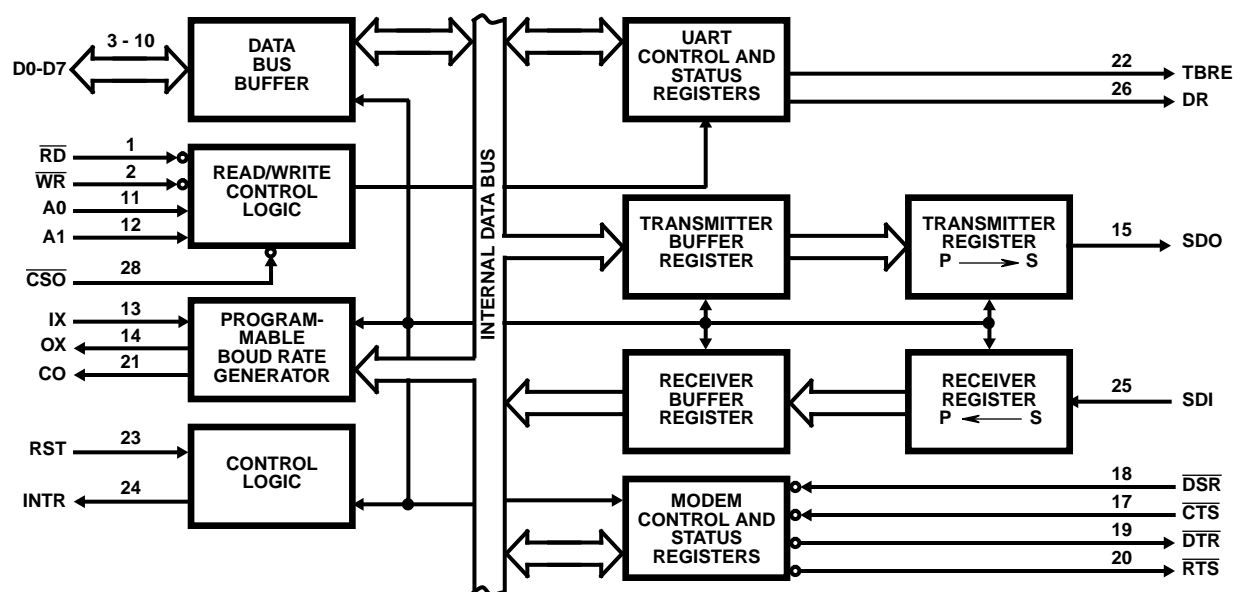 3 - 10
D0-D7
DATA
BUS
BUFFER
RD
1
WR
2
A0
11
A1
12
READ/WRITE
CONTROL
LOGIC
CSO
28
IX
13
OX
14
CO
21
PROGRAM-
MABLE
BOUD RATE
GENERATOR
RST
23
INTR
24
CONTROL
LOGIC
INTERNAL DATA BUS
UART
CONTROL AND
STATUS
REGISTERS
22
TBRE
26
DR
TRANSMITTER
BUFFER
REGISTER
TRANSMITTER
REGISTER
P S
15
SDO
RECEIVER
BUFFER
REGISTER
RECEIVER
REGISTER
P S
25
SDI
MODEM
CONTROL AND
STATUS
REGISTERS
18
DSR
17
CTS
19
DTR
20
RTS